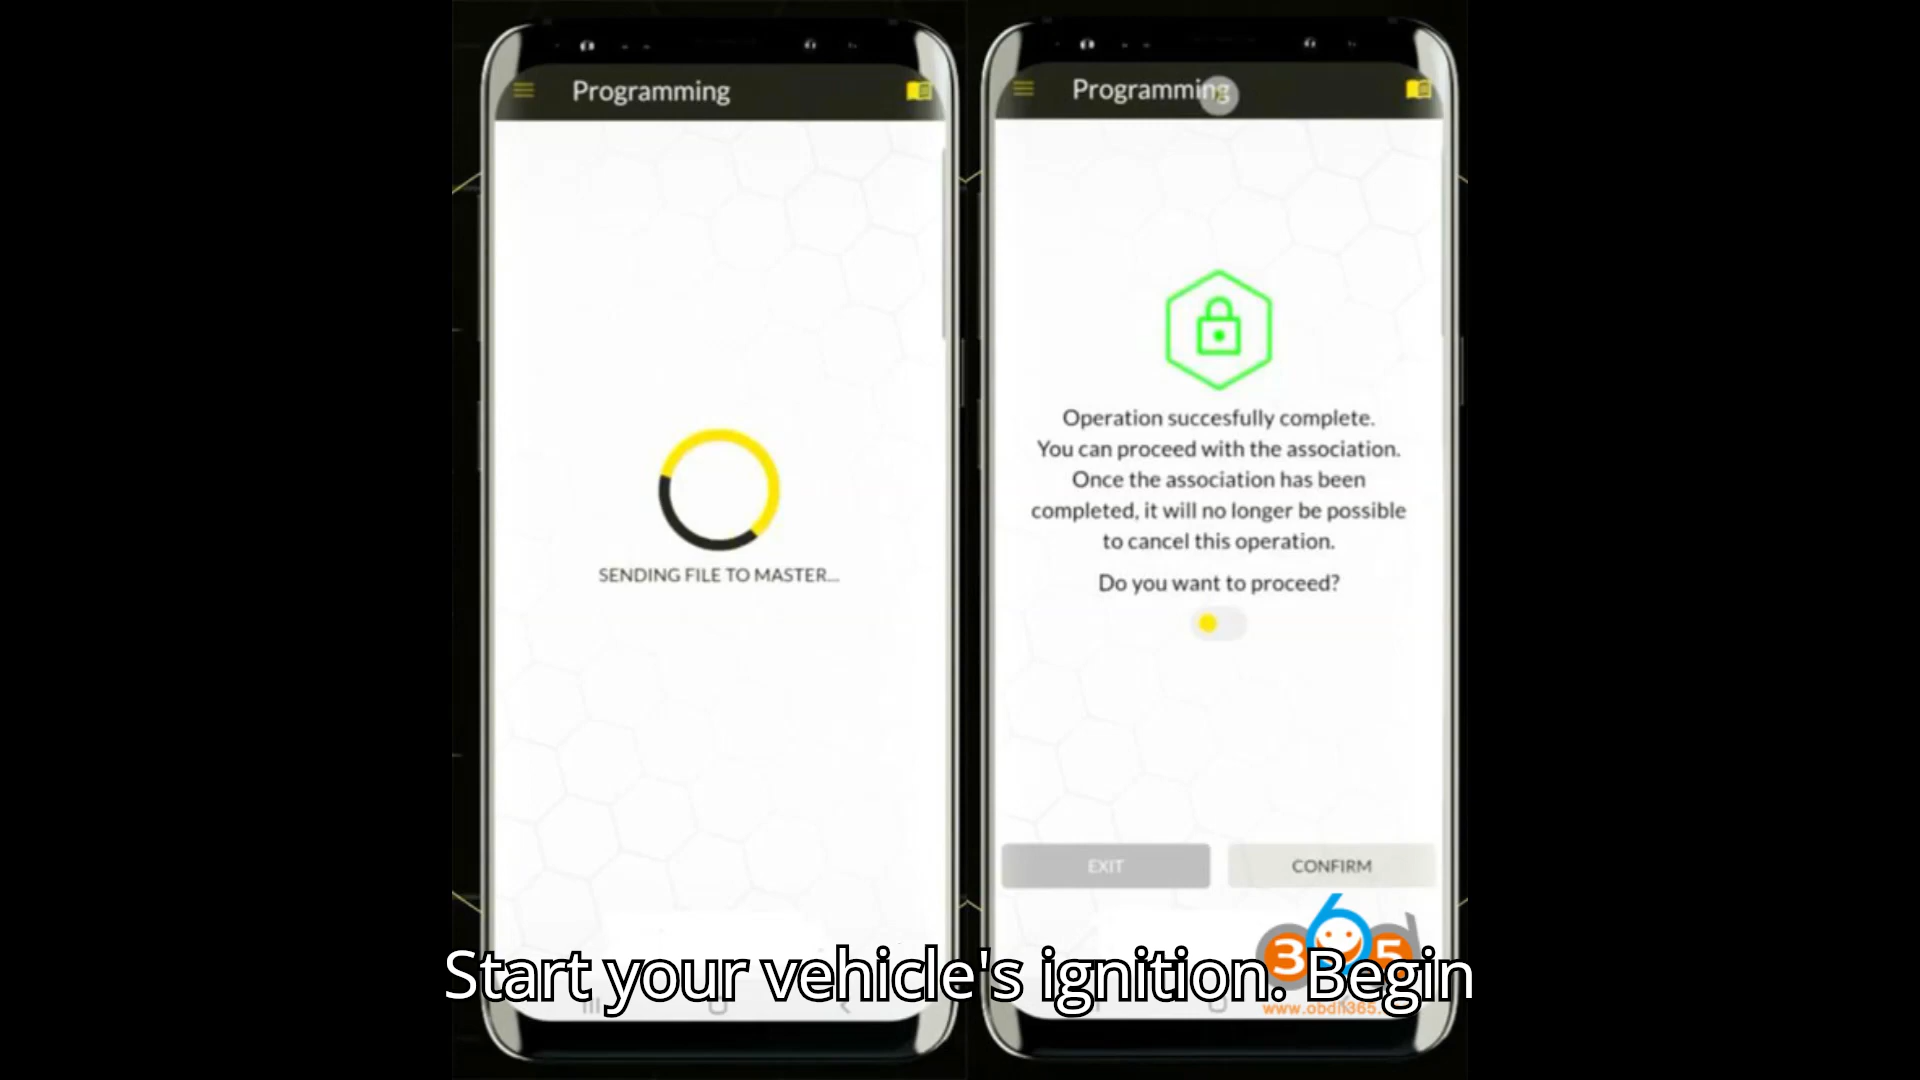 Programming
SENDING FILE TO MASTER...
Programming
Operation succesfully complete.
You can proceed with the association.
Once the association has been
completed, it will no longer be possible
to cancel this operation.
Do you want to proceed?
EXIT
CONFIRM
365
Start your vehicle's ignition. Begin